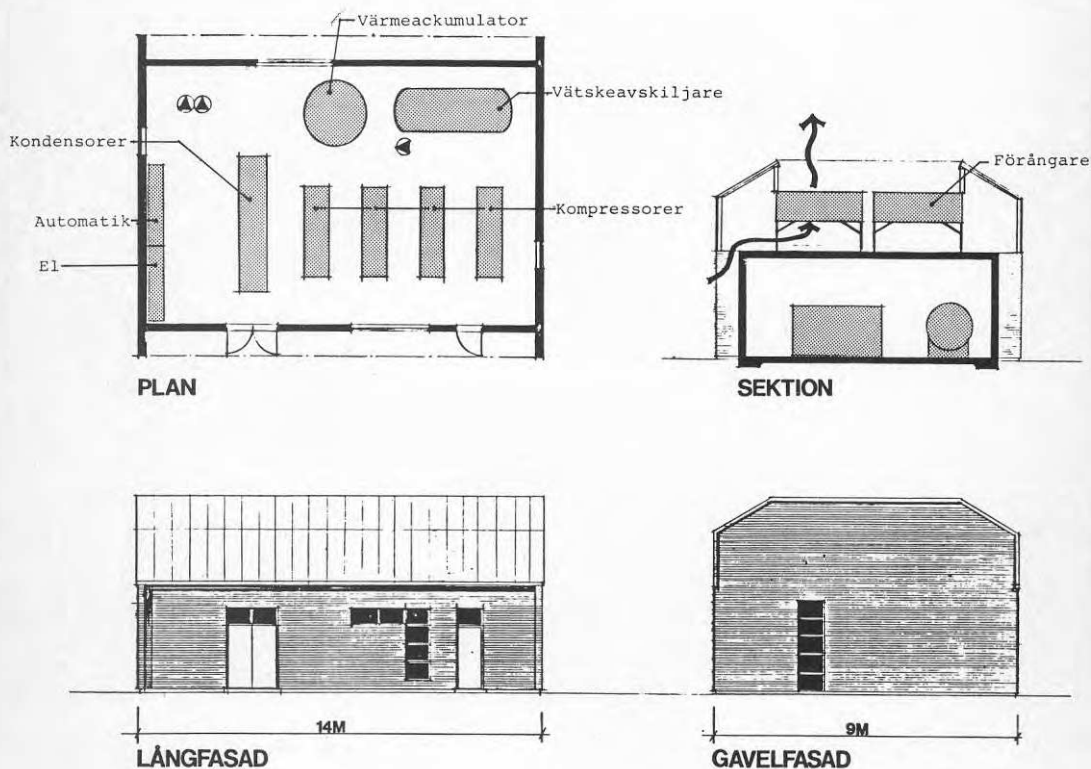 Värmeackumulator
Vätskeavskiljare
Kondensorer
Förångare
Automatik
Kompressorer
El
PLAN
SEKTION
14M
9M
LÅNGFASAD
GAVELFASAD